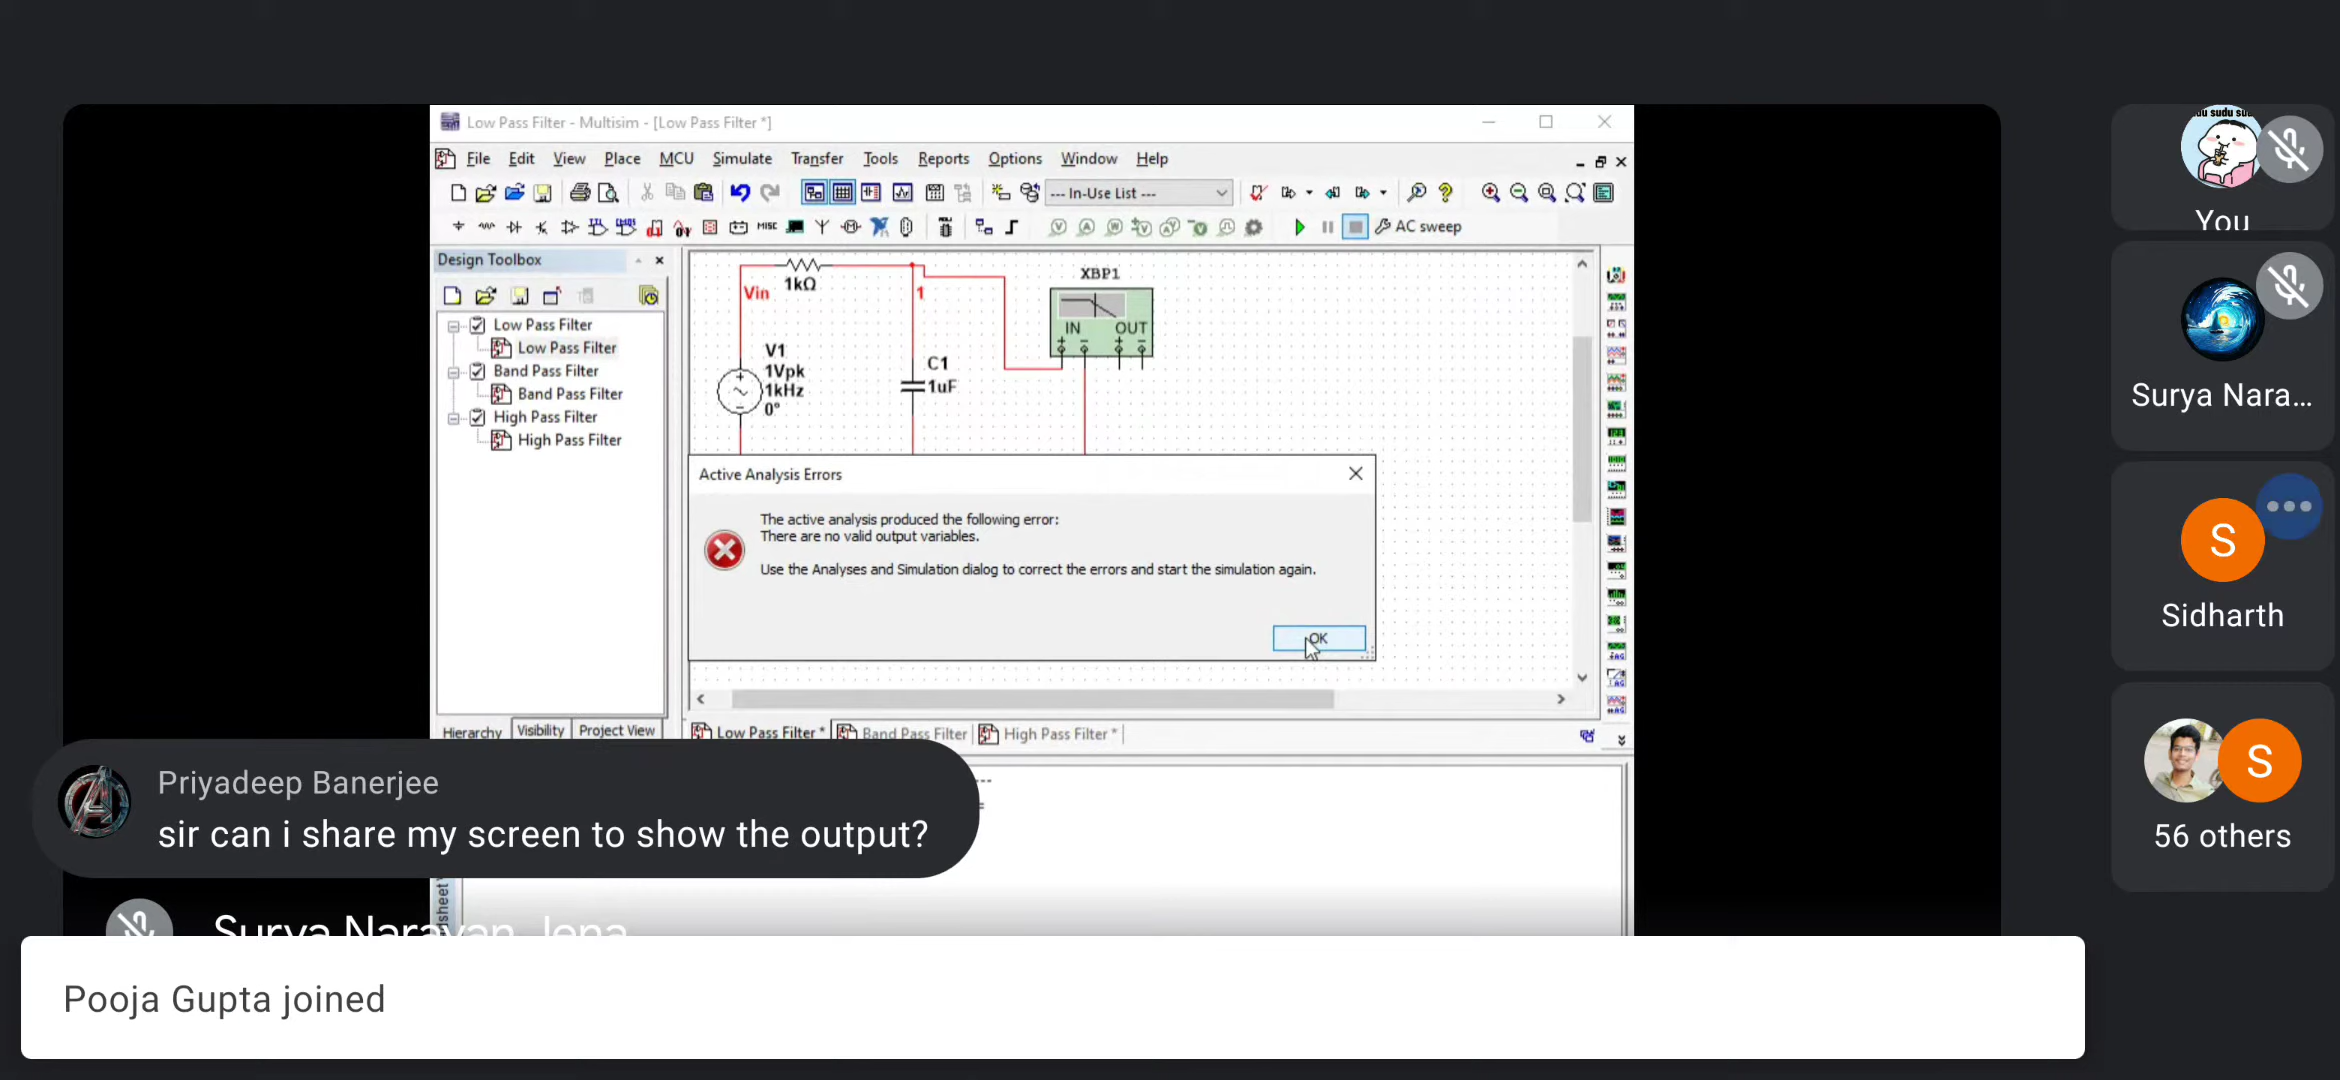 Low Pass Filter - Multisim - [Low Pass Filter *]
File Edit View Place MCU Simulate Transfer Tools Reports Options Window Help
--- In-Use List ---
MISC
AC sweep
Design Toolbox
Low Pass Filter
Low Pass Filter
Band Pass Filter
Band Pass Filter
High Pass Filter
High Pass Filter
Hierarchy Visibility Project View
Vin
1kΩ
1
V1
1Vpk
1kHz
0°
C1
1uF
XBP1
IN OUT
Active Analysis Errors
The active analysis produced the following error:
There are no valid output variables.
Use the Analyses and Simulation dialog to correct the errors and start the simulation again.
OK
Low Pass Filter * Band Pass Filter High Pass Filter *
Priyadeep Banerjee
sir can i share my screen to show the output?
Surya Narayan Jena
Pooja Gupta joined
You
Surya Nara...
S
Sidharth
S
56 others